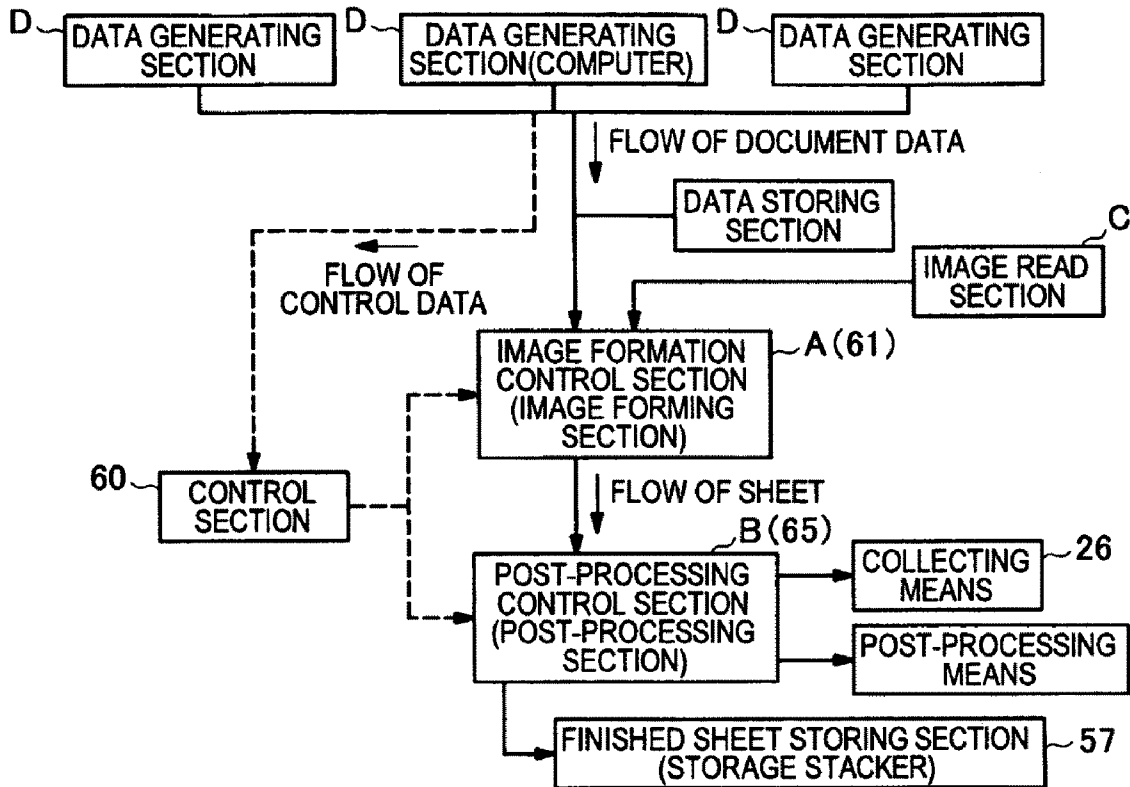 D
DATA GENERATING
SECTION
D
DATA GENERATING
SECTION(COMPUTER)
D
DATA GENERATING
SECTION
FLOW OF DOCUMENT DATA
DATA STORING
SECTION
C
IMAGE READ
SECTION
FLOW OF
CONTROL DATA
A(61)
IMAGE FORMATION
CONTROL SECTION
(IMAGE FORMING
SECTION)
60
CONTROL
SECTION
FLOW OF SHEET
B(65)
POST-PROCESSING
CONTROL SECTION
(POST-PROCESSING
SECTION)
26
COLLECTING
MEANS
POST-PROCESSING
MEANS
FINISHED SHEET STORING SECTION
(STORAGE STACKER)
57